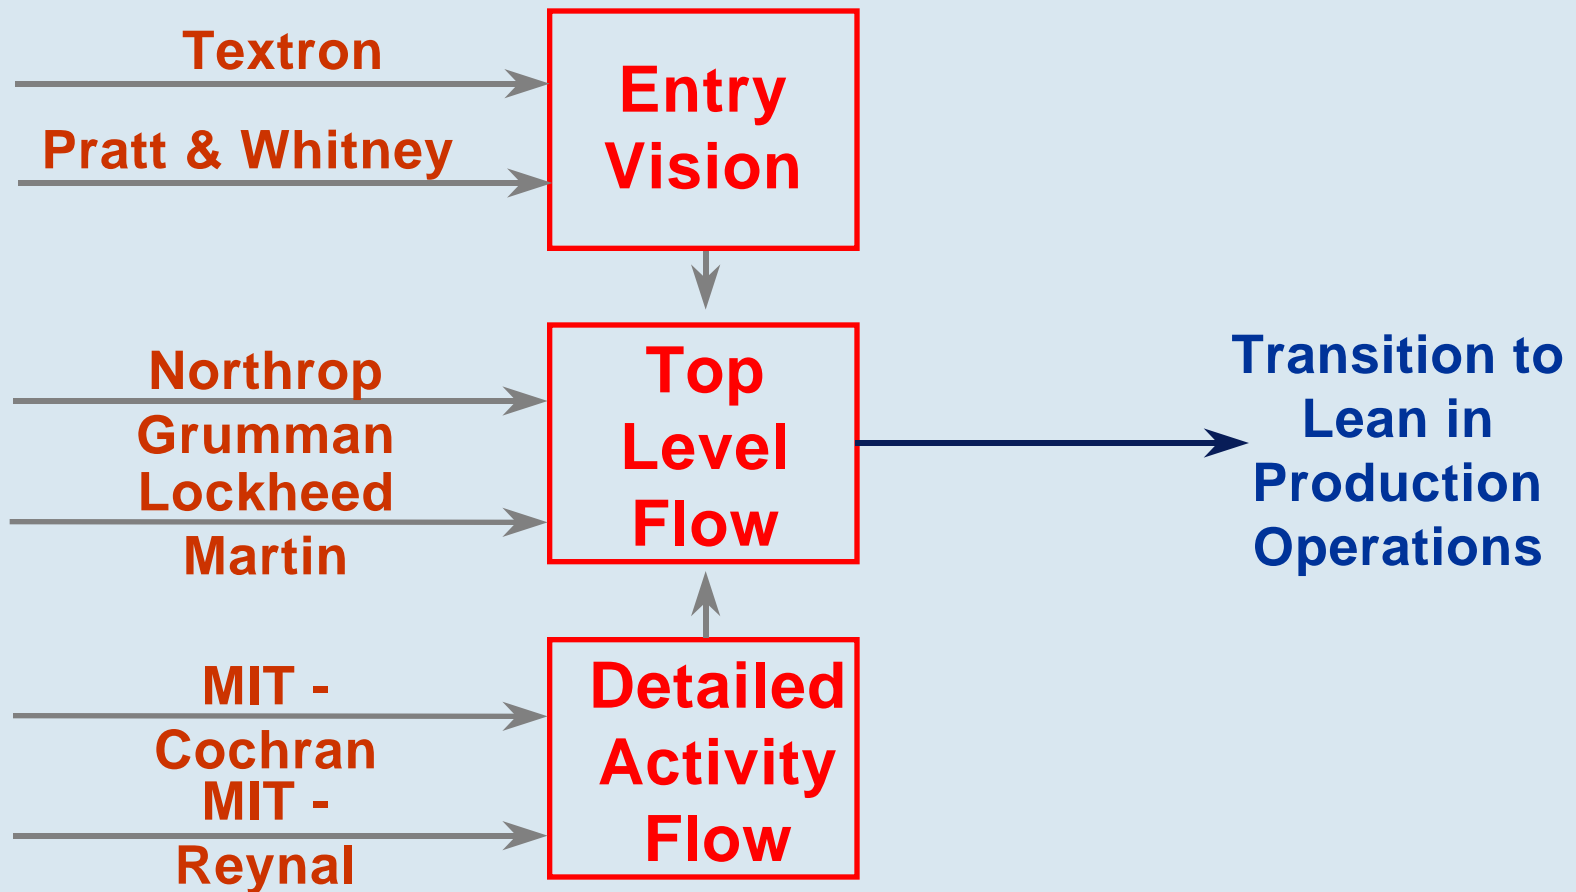 Textron
Pratt & Whitney
Entry
Vision
Northrop
Grumman
Lockheed
Martin
Top
Level
Flow
Transition to
Lean in
Production
Operations
MIT -
Cochran
MIT -
Reynal
Detailed
Activity
Flow